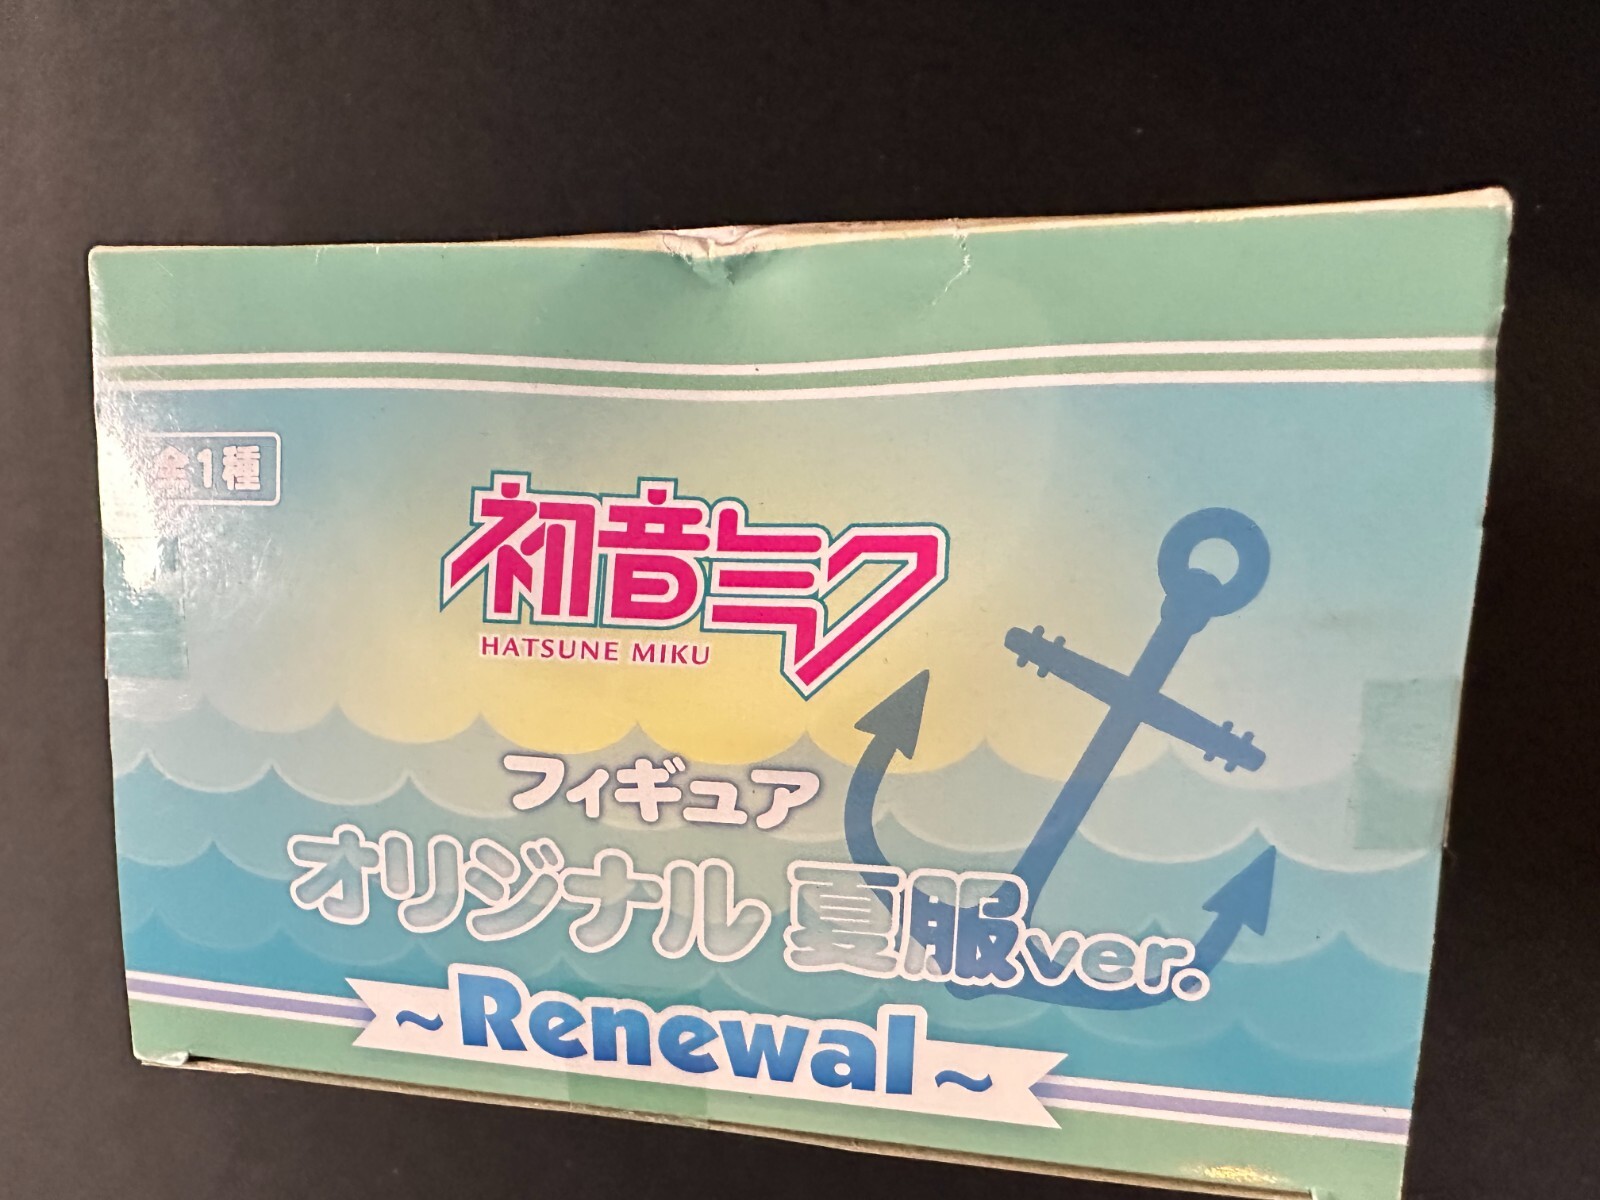 全1種
初音ミク
HATSUNE MIKU
フィギュア
オリジナル 夏服ver.
~Renewal~